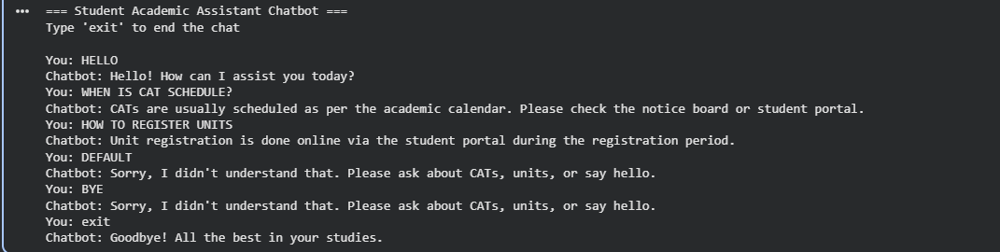 === Student Academic Assistant Chatbot ===
Type 'exit' to end the chat
You: HELLO
Chatbot: Hello! How can I assist you today?
You: WHEN IS CAT SCHEDULE?
Chatbot: CATs are usually scheduled as per the academic calendar. Please check the notice board or student portal.
You: HOW TO REGISTER UNITS
Chatbot: Unit registration is done online via the student portal during the registration period.
You: DEFAULT
Chatbot: Sorry, I didn't understand that. Please ask about CATs, units, or say hello.
You: BYE
Chatbot: Sorry, I didn't understand that. Please ask about CATs, units, or say hello.
You: exit
Chatbot: Goodbye! All the best in your studies.